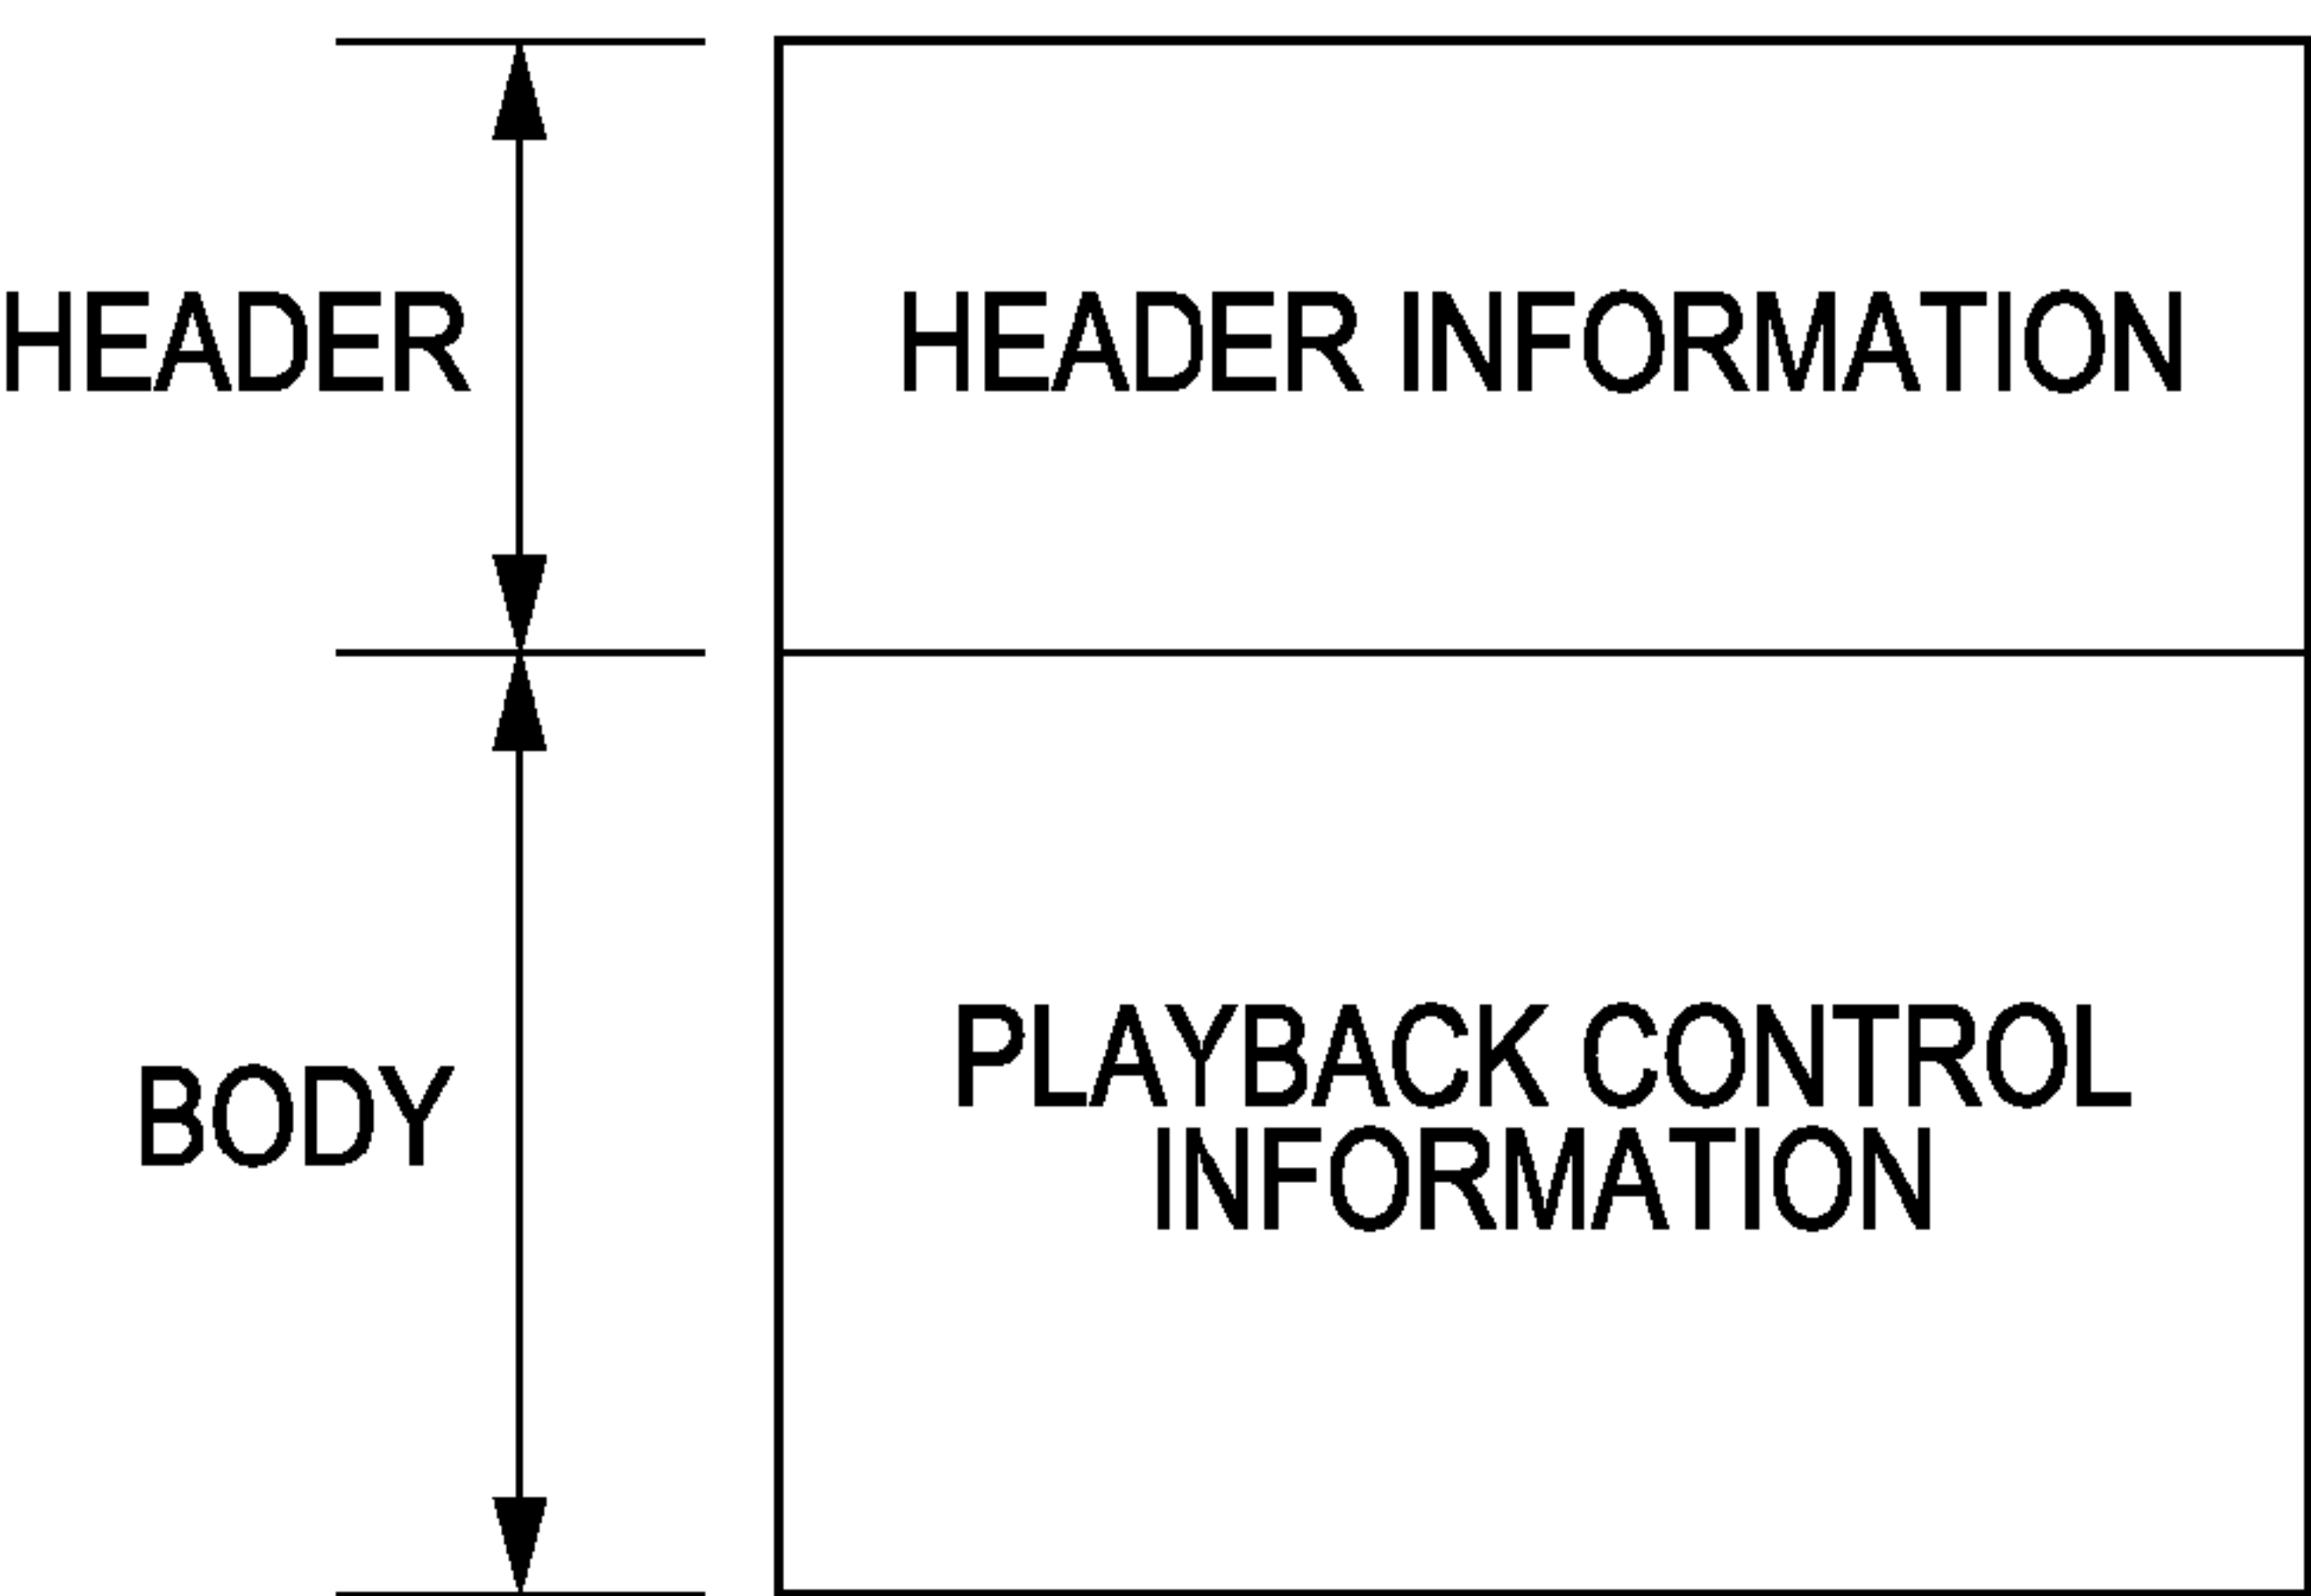 HEADER
HEADER INFORMATION
BODY
PLAYBACK CONTROL
INFORMATION